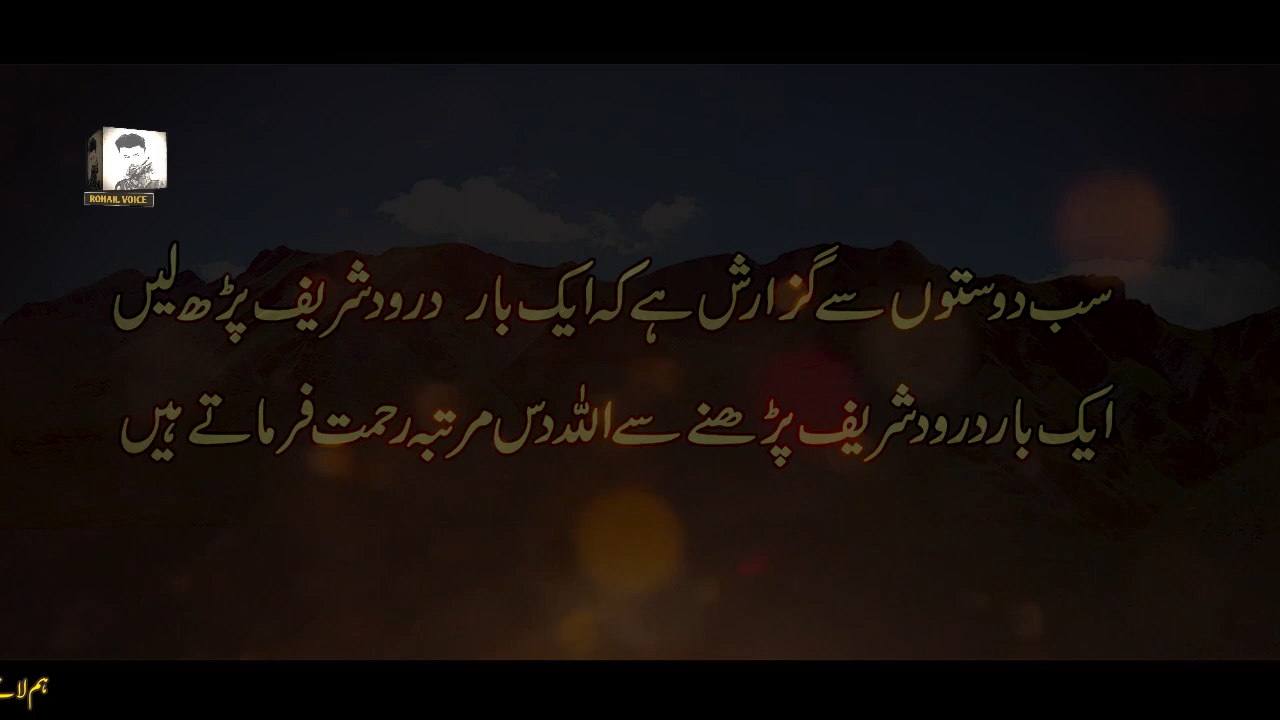 ROHAIL VOICE
سب دوستوں سے گزارش ہے کہ ایک بار درود شریف پڑھ لیں
ایک بار درود شریف پڑھنے سے اللہ دس مرتبہ رحمت فرماتے ہیں
ہم